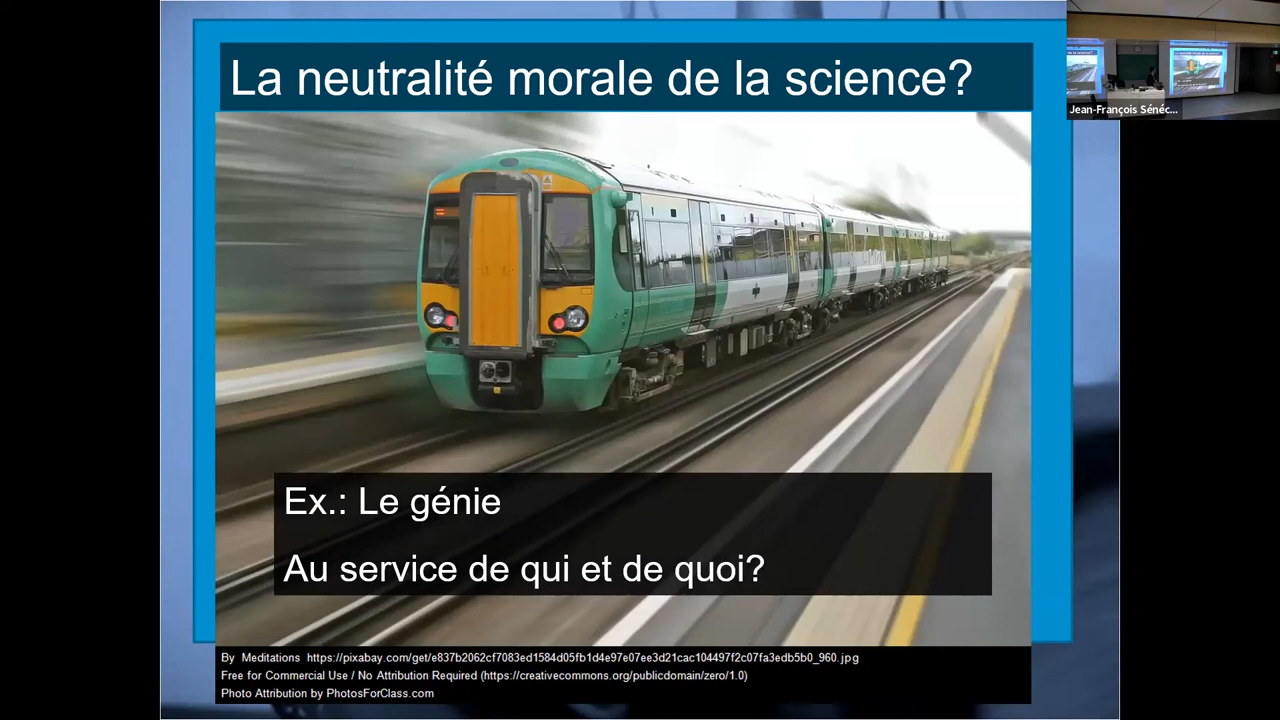 La neutralité morale de la science?
Jean-François Sénéc...
Ex.: Le génie
Au service de qui et de quoi?
By Meditations https://pixabay.com/get/e837b2062cf7083ed1584d05fb1d4e97e07ee3d21cac104497f2c07fa3edb5b0_960.jpg
Free for Commercial Use / No Attribution Required (https://creativecommons.org/publicdomain/zero/1.0)
Photo Attribution by PhotosForClass.com